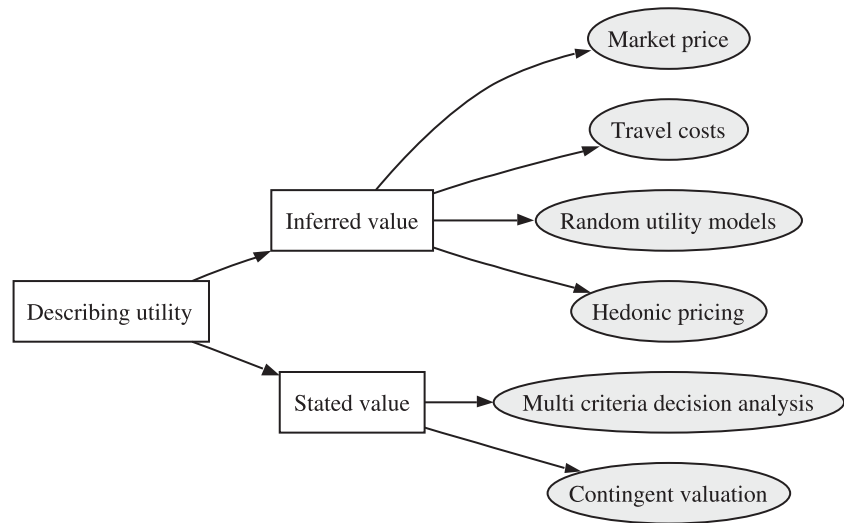 Market price
Travel costs
Inferred value
Random utility models
Describing utility
Hedonic pricing
Stated value
Multi criteria decision analysis
Contingent valuation